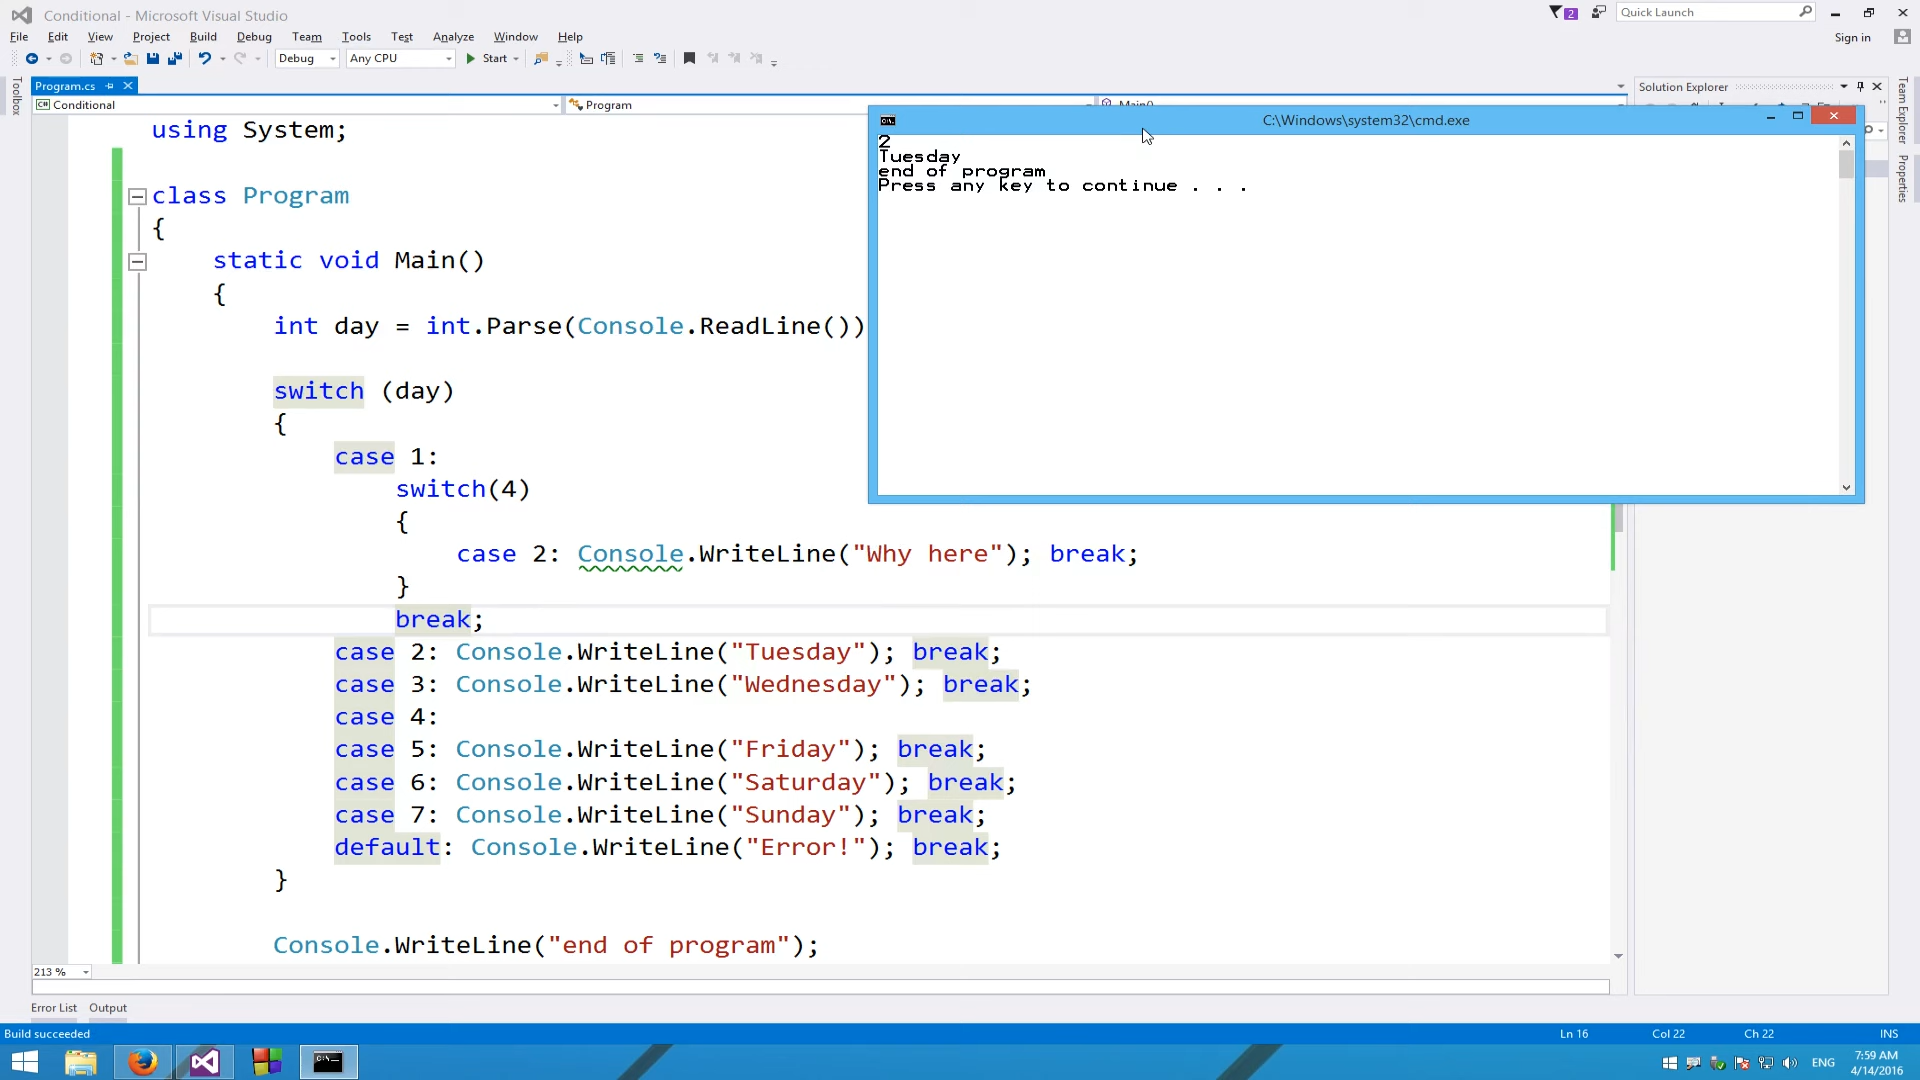 Conditional - Microsoft Visual Studio
2
Quick Launch
File Edit View Project Build Debug Team Tools Test Analyze Window Help
Sign in
Debug Any CPU Start
Toolbox
Program.cs
Solution Explorer
Team Explorer
Properties
Conditional Program Main()
C:\Windows\system32\cmd.exe
2
Tuesday
end of program
Press any key to continue . . .
using System;
class Program
{
static void Main()
{
int day = int.Parse(Console.ReadLine())
switch (day)
{
case 1:
switch(4)
{
case 2: Console.WriteLine("Why here"); break;
}
break;
case 2: Console.WriteLine("Tuesday"); break;
case 3: Console.WriteLine("Wednesday"); break;
case 4:
case 5: Console.WriteLine("Friday"); break;
case 6: Console.WriteLine("Saturday"); break;
case 7: Console.WriteLine("Sunday"); break;
default: Console.WriteLine("Error!"); break;
}
Console.WriteLine("end of program");
213 %
Error List Output
Build succeeded
Ln 16 Col 22 Ch 22 INS
ENG
7:59 AM
4/14/2016